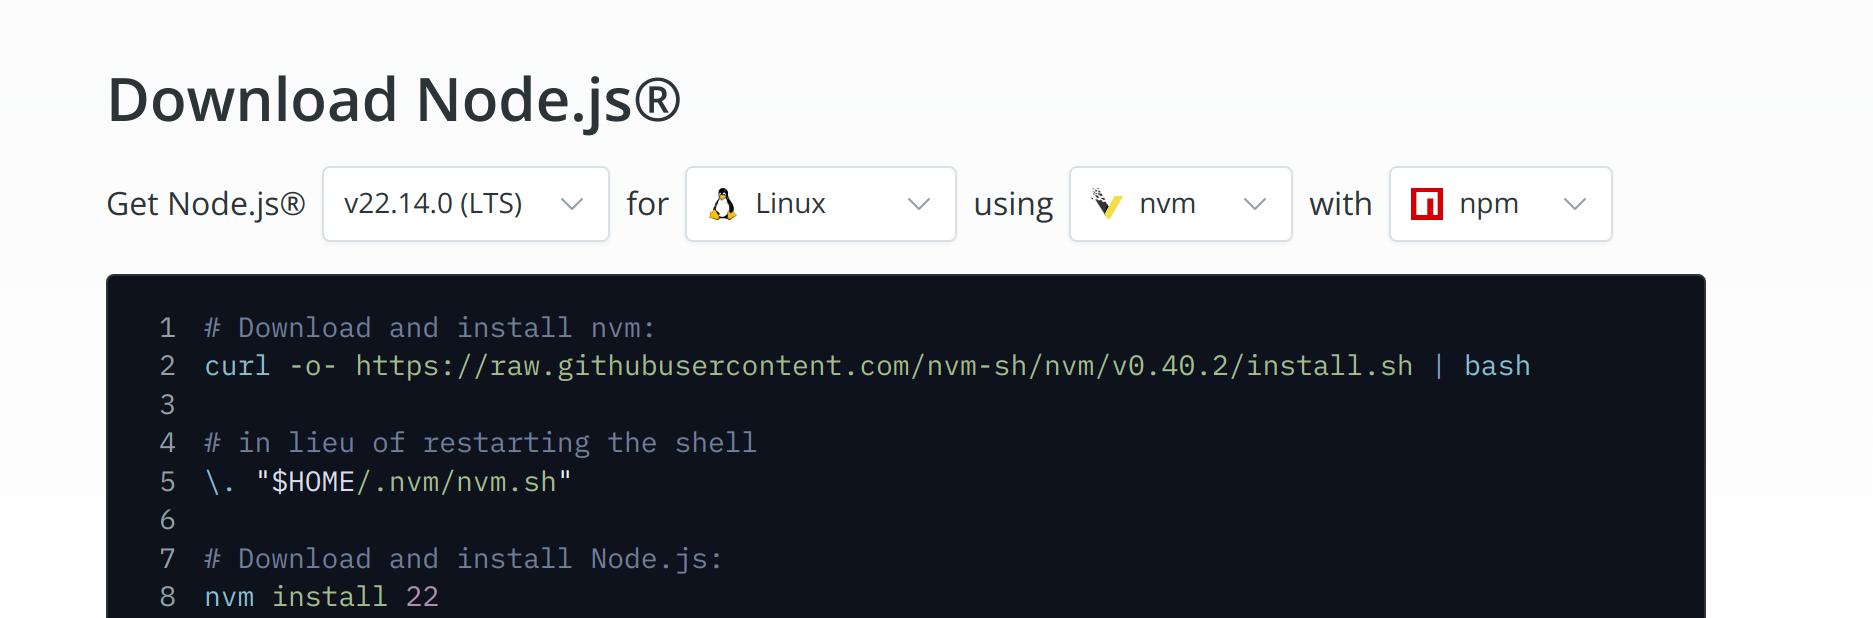 Download Node.js®
Get Node.js® v22.14.0 (LTS) for Linux using nvm with npm
1 # Download and install nvm:
2 curl -o- https://raw.githubusercontent.com/nvm-sh/nvm/v0.40.2/install.sh | bash
3
4 # in lieu of restarting the shell
5 \. "$HOME/.nvm/nvm.sh"
6
7 # Download and install Node.js:
8 nvm install 22